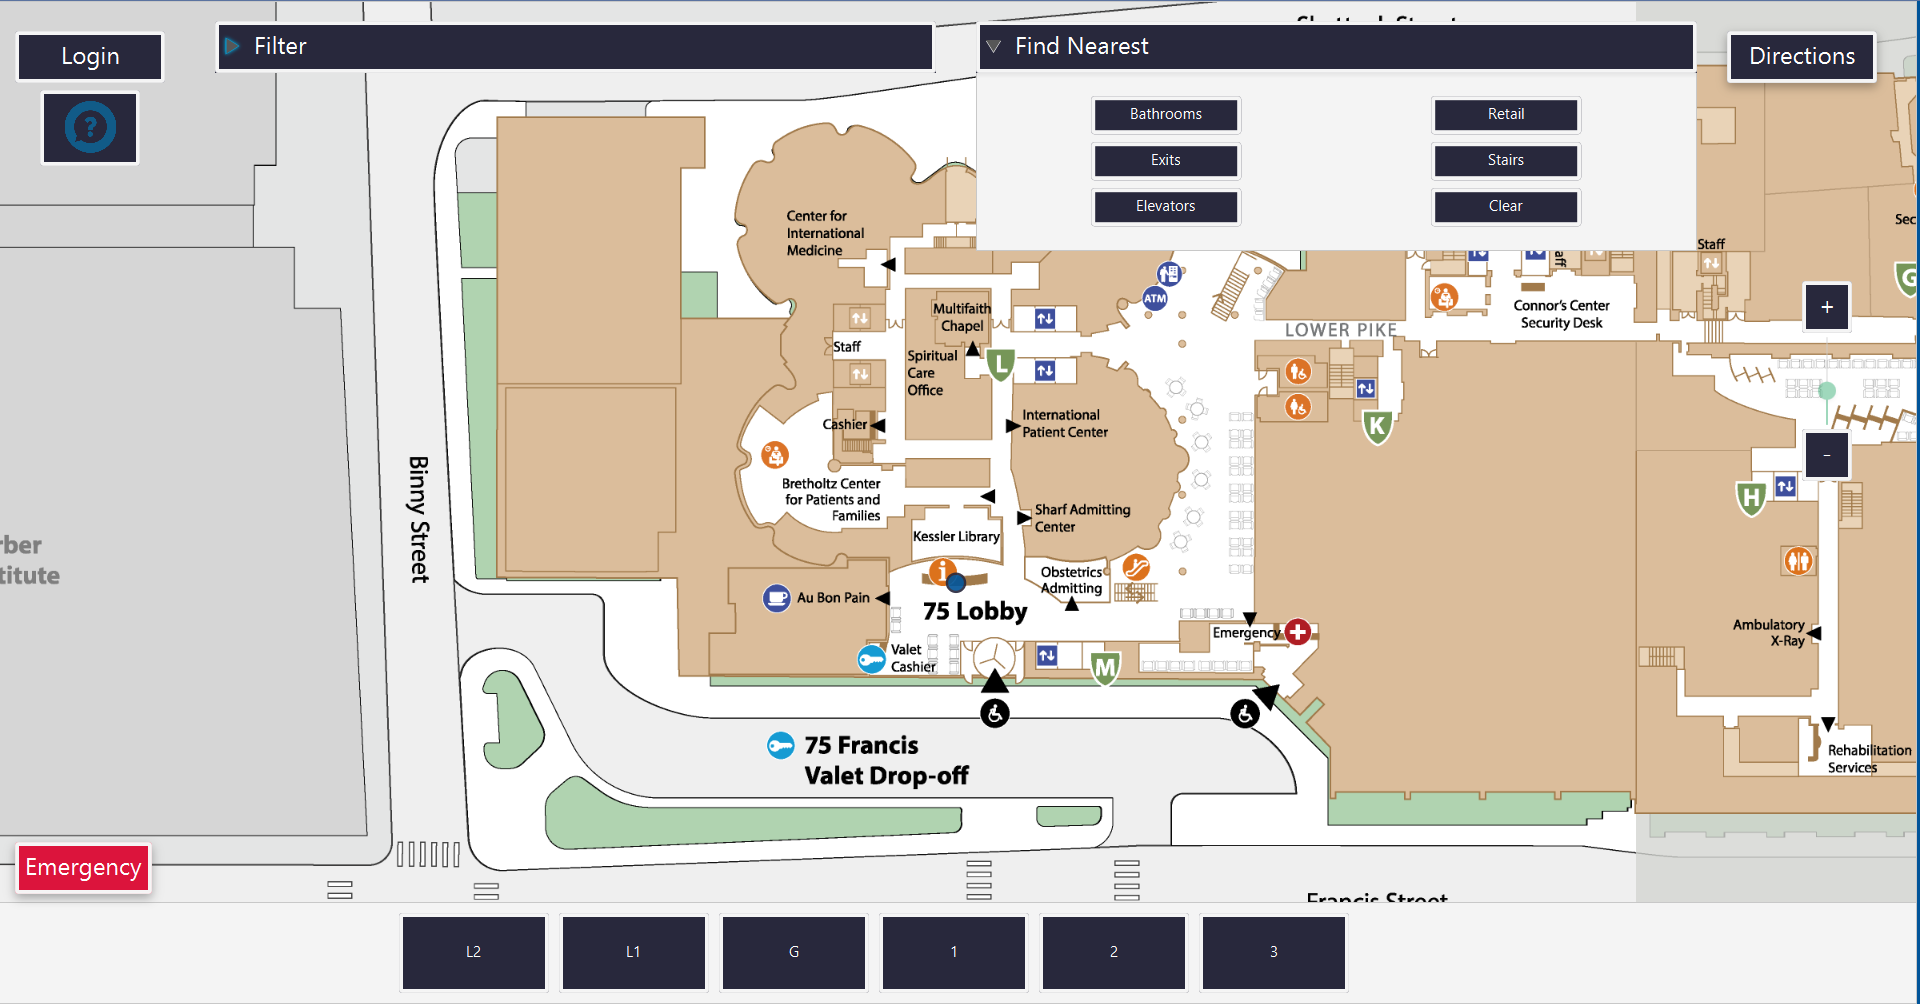 Login
Filter
Find Nearest
Directions
?
Bathrooms
Retail
Exits
Stairs
Elevators
Clear
Center for
International
Medicine
Multifaith
Chapel
Staff
Spiritual
Care
Office
L
ATM
LOWER PIKE
Connor's Center
Security Desk
Staff
Sec
G
+
-
Cashier
International
Patient Center
K
H
Bretholtz Center
for Patients and
Families
Sharf Admitting
Center
Kessler Library
Binny Street
rber
titute
i
Obstetrics
Admitting
Au Bon Pain
75 Lobby
Emergency
Valet
Cashier
M
Ambulatory
X-Ray
75 Francis
Valet Drop-off
Rehabilitation
Services
Emergency
Francis Street
L2
L1
G
1
2
3